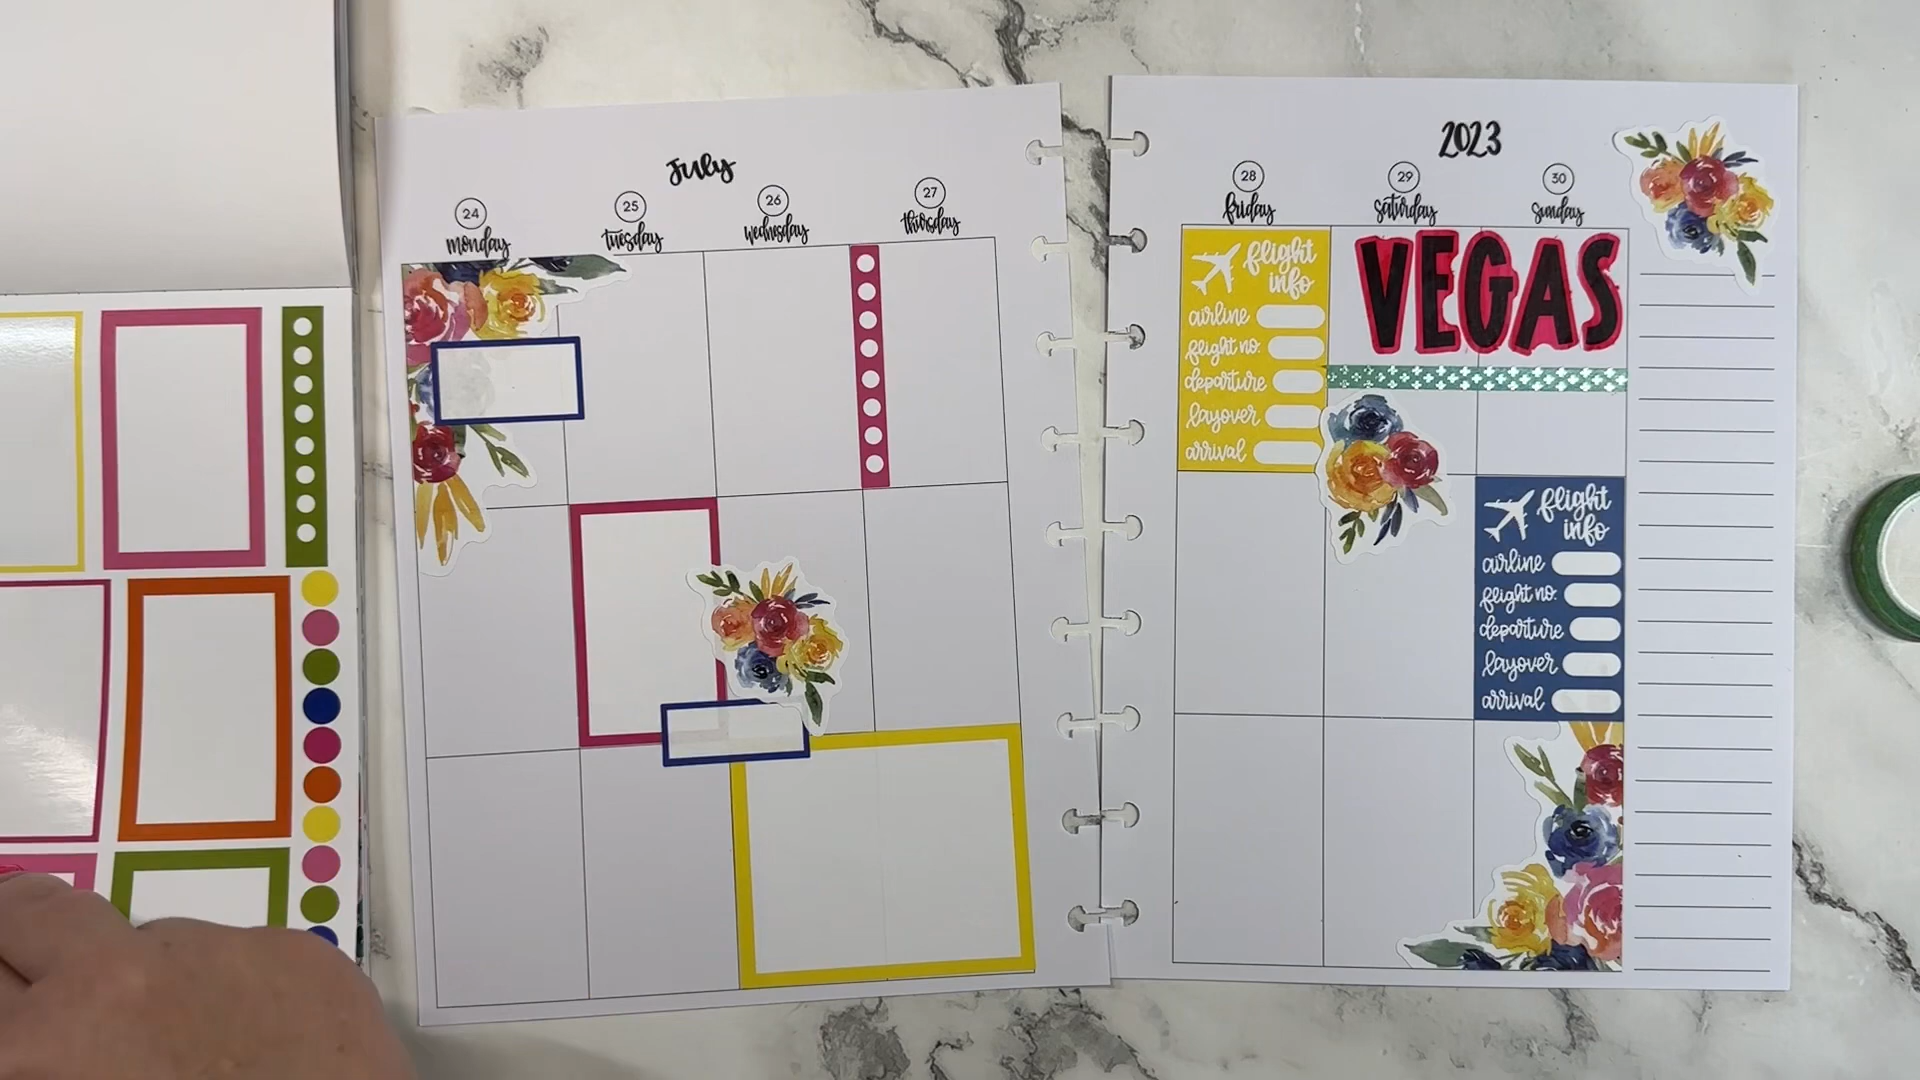 July
24
monday
25
tuesday
26
wednesday
27
thursday
2023
28
friday
29
saturday
30
sunday
flight
info
airline
flight no.
departure
layover
arrival
VEGAS
flight
info
airline
flight no.
departure
layover
arrival